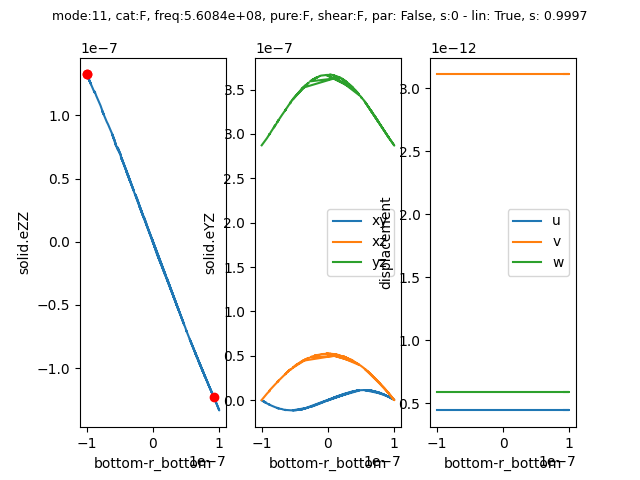 mode:11, cat:F, freq:5.6084e+08, pure:F, shear:F, par: False, s:0 - lin: True, s: 0.9997
1e−7
1.0
0.5
0.0
−0.5
−1.0
solid.eZZ
−1
0
1
bottom-r_bottom
1e−7
1e−7
3.5
3.0
2.5
2.0
1.5
1.0
0.5
0.0
solid.eYZ
xy
xz
yz
−1
0
1
bottom-r_bottom
1e−7
1e−12
3.0
2.5
2.0
1.5
1.0
0.5
displacement
u
v
w
−1
0
1
bottom-r_bottom
1e−7